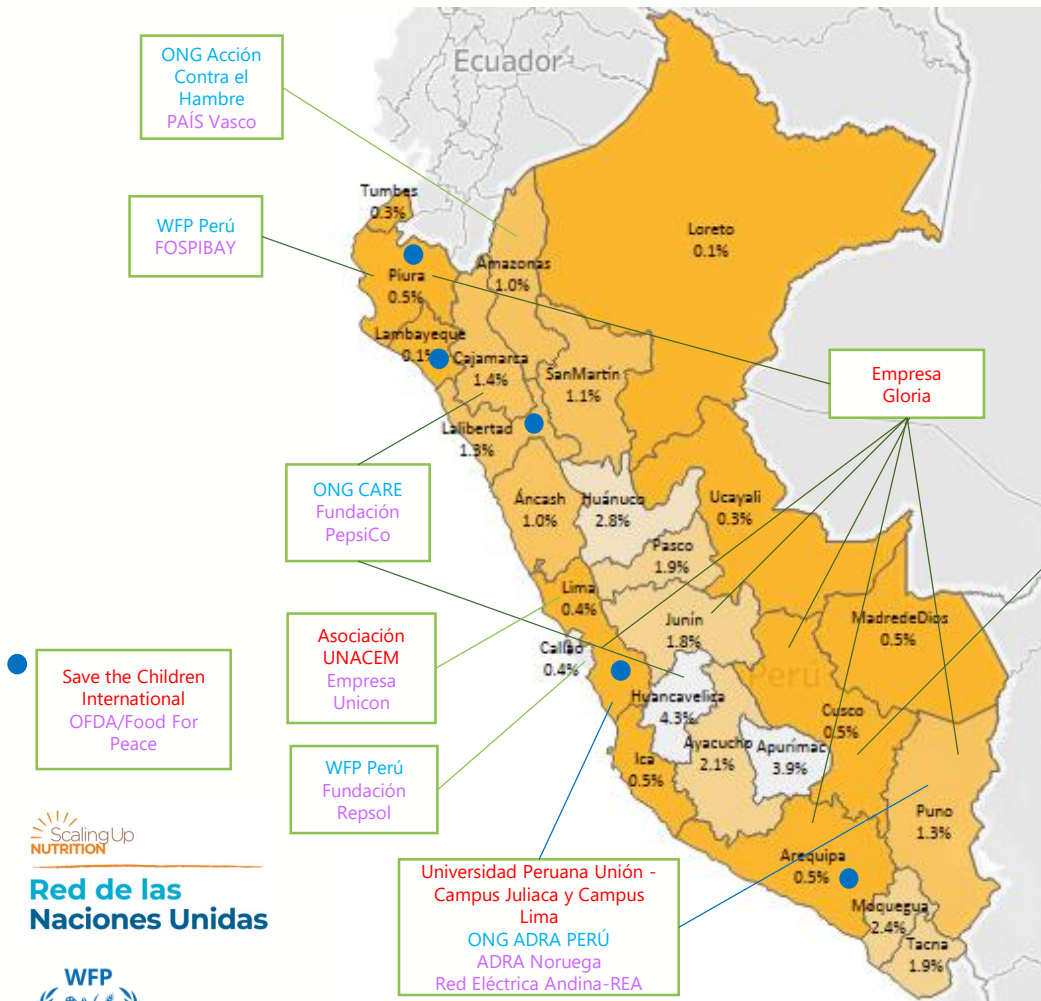 ONG Acción
Contra el
Hambre
PAÍS Vasco
Ecuador
Tumbes
0.3%
WFP Perú
FOSPIBAY
Loreto
0.1%
Piura
0.5%
Amazonas
1.0%
Lambayeque
0.1%
Cajamarca
1.4%
SanMartín
1.1%
Empresa
Gloria
Lalibertad
1.3%
ONG CARE
Fundación
PepsiCo
Áncash
1.0%
Huánuco
2.8%
Ucayali
0.3%
Pasco
1.9%
Lima
0.4%
Junín
1.8%
MadredeDios
0.5%
Asociación
UNACEM
Empresa
Unicon
Callao
0.4%
Perú
Save the Children
International
OFDA/Food For
Peace
Huancavelica
4.3%
Cusco
0.5%
Ayacucho
2.1%
Apurímac
3.9%
Ica
0.5%
WFP Perú
Fundación
Repsol
Puno
1.3%
Scaling Up
NUTRITION
Arequipa
0.5%
Red de las
Naciones Unidas
Universidad Peruana Unión -
Campus Juliaca y Campus
Lima
ONG ADRA PERÚ
ADRA Noruega
Red Eléctrica Andina-REA
Moquegua
2.4%
Tacna
1.9%
WFP